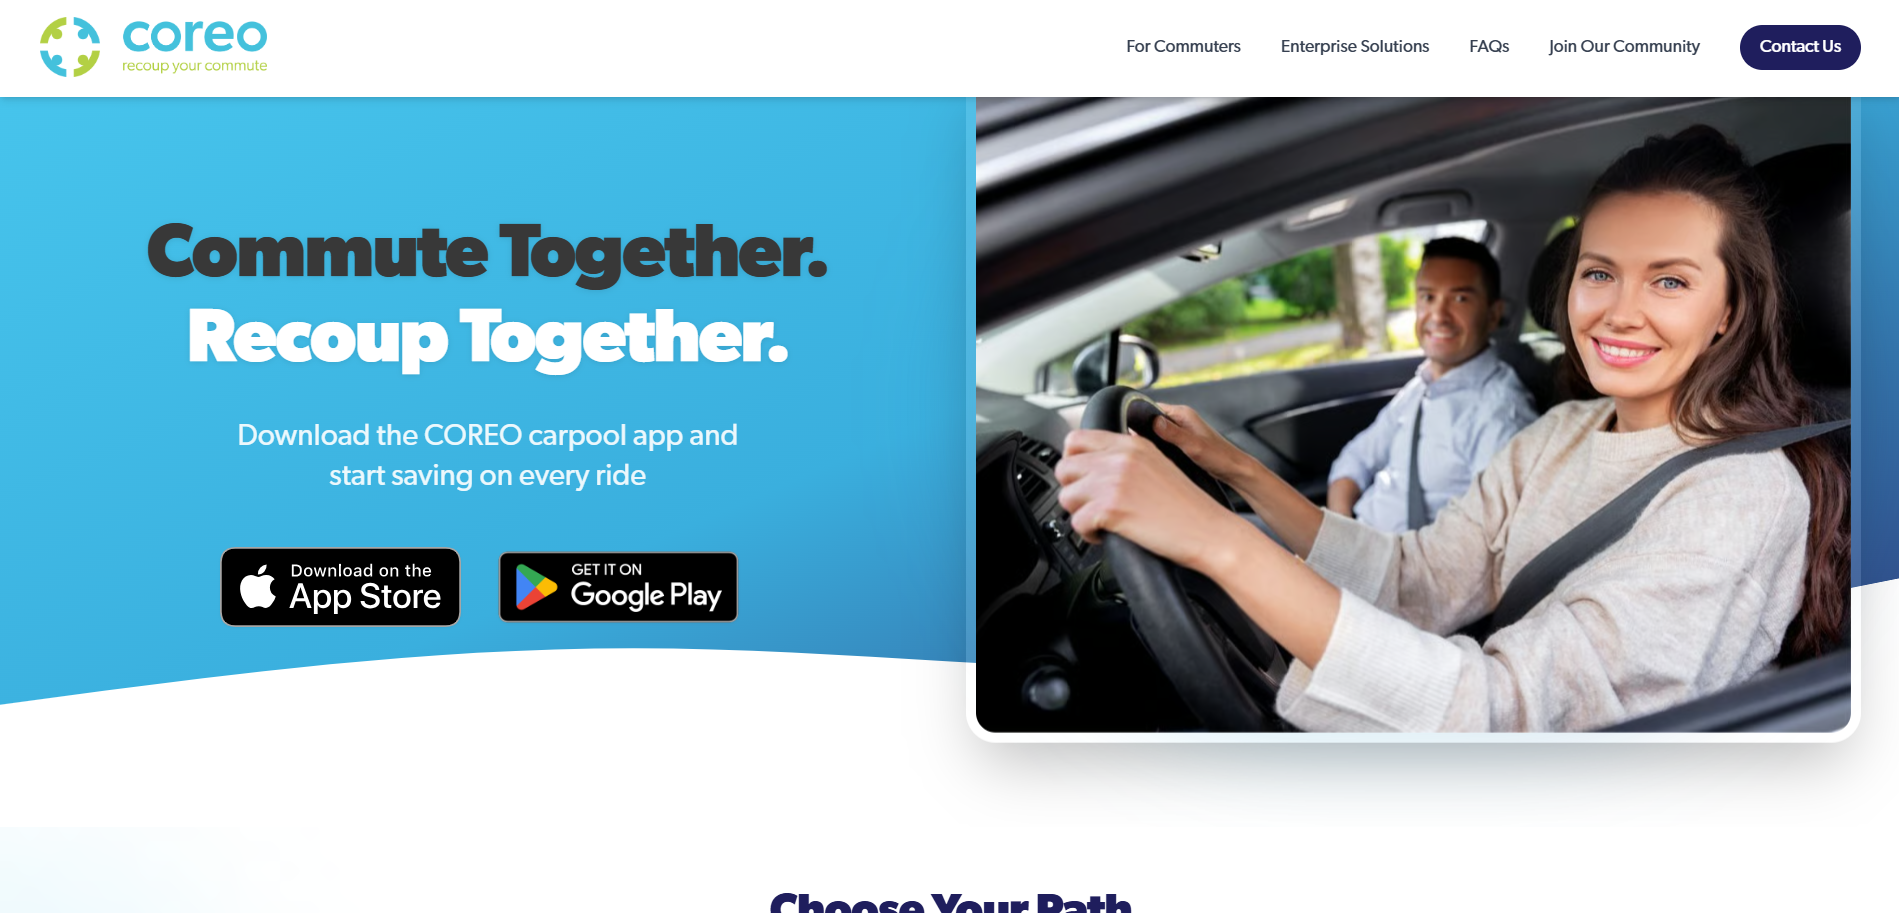 coreo
recoup your commute
For Commuters
Enterprise Solutions
FAQs
Join Our Community
Contact Us
Commute Together.
Recoup Together.
Download the COREO carpool app and
start saving on every ride
Download on the
App Store
GET IT ON
Google Play
Choose Your Path